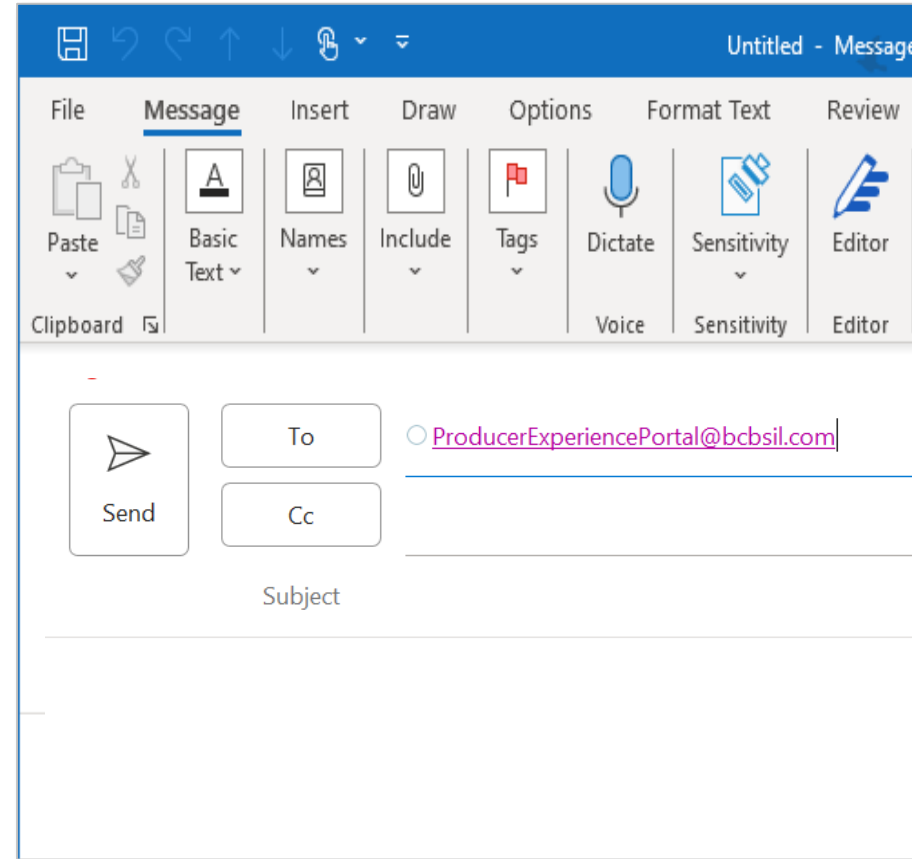 Untitled - Message
File Message Insert Draw Options Format Text Review
Paste Basic Text Names Include Tags Dictate Sensitivity Editor
Clipboard Voice Sensitivity Editor
To ProducerExperiencePortal@bcbsil.com
Send Cc
Subject